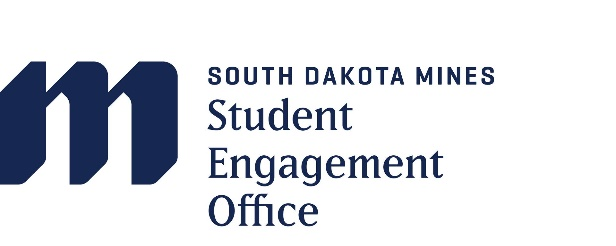 M
SOUTH DAKOTA MINES
Student
Engagement
Office